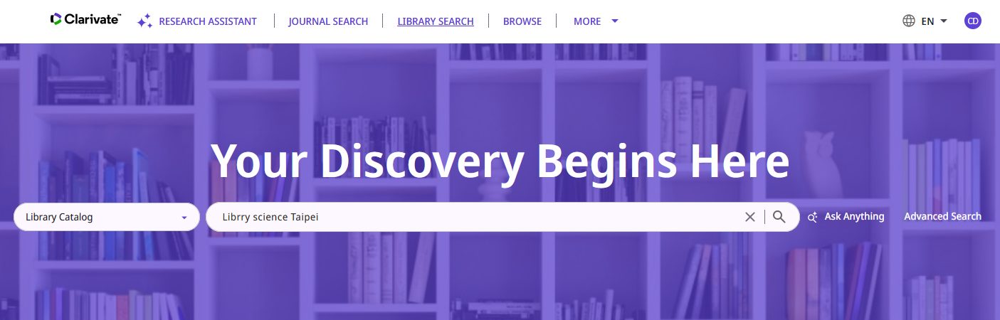 Clarivate™ RESEARCH ASSISTANT JOURNAL SEARCH LIBRARY SEARCH BROWSE MORE EN CD
Your Discovery Begins Here
Library Catalog Librry science Taipei Ask Anything Advanced Search